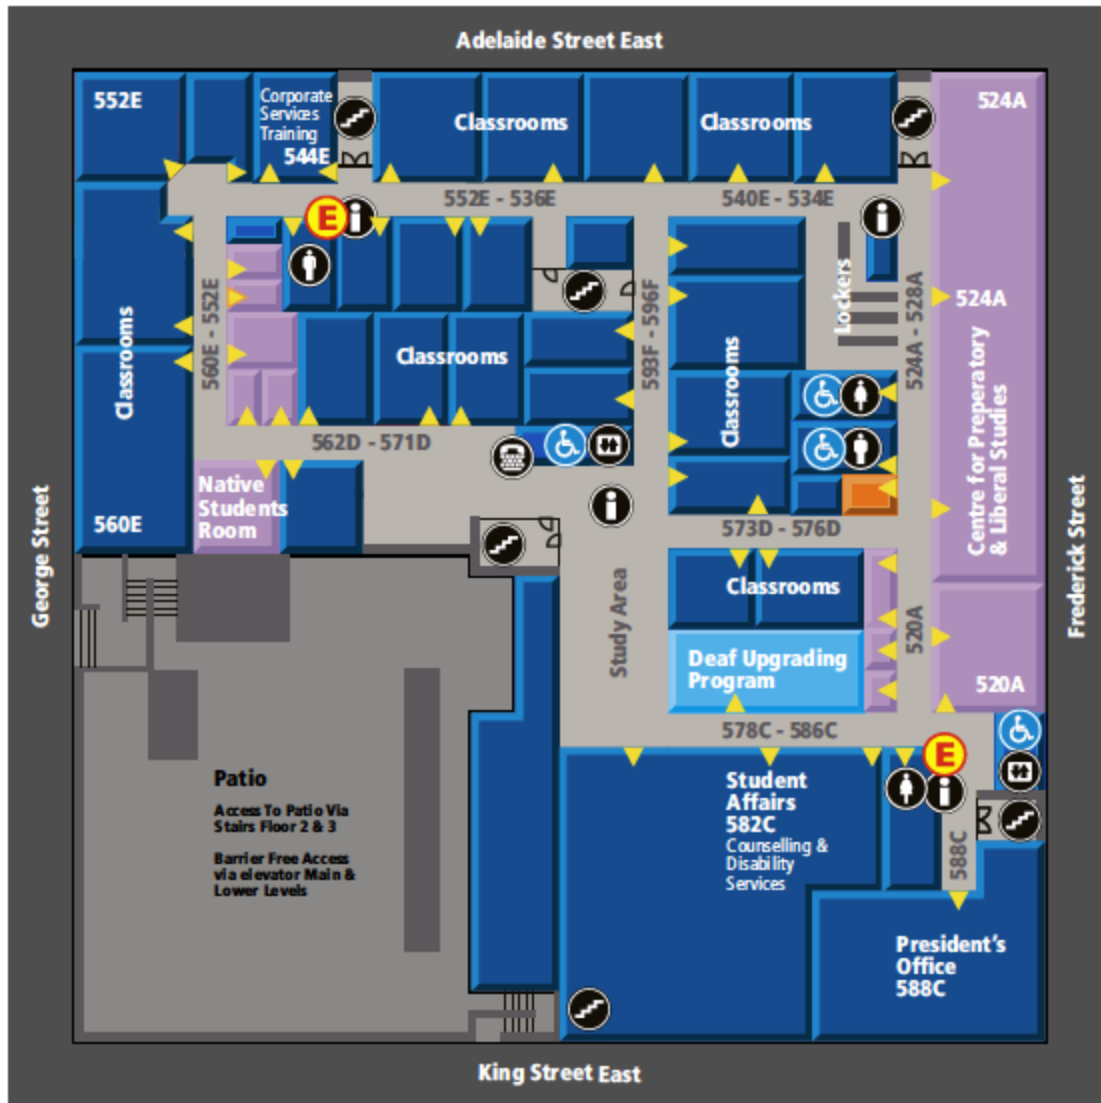 Adelaide Street East
552E
Corporate
Services
Training
544E
Classrooms
Classrooms
524A
552E - 536E
540E - 534E
E
Classrooms
560E - 552E
Classrooms
593F - 596F
Classrooms
Lockers
524A - 528A
524A
Centre for Preperatory
& Liberal Studies
562D - 571D
560E
Native
Students
Room
573D - 576D
George Street
Frederick Street
Study Area
Classrooms
520A
Deaf Upgrading
Program
520A
578C - 586C
E
Patio
Access To Patio Via
Stairs Floor 2 & 3
Barrier Free Access
via elevator Main &
Lower Levels
Student
Affairs
582C
Counselling &
Disability
Services
588C
President's
Office
588C
King Street East